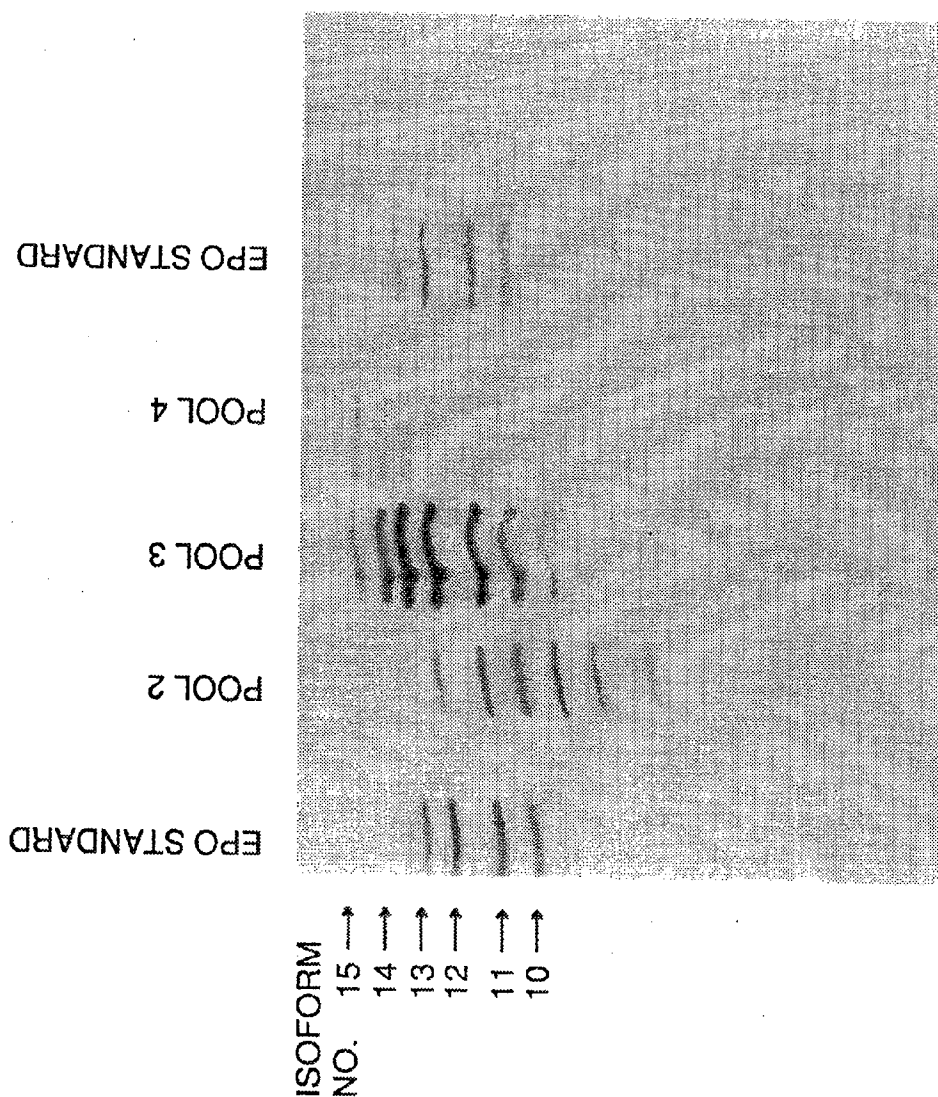 EPO STANDARD
POOL 2
POOL 3
POOL 4
EPO STANDARD
ISOFORM
NO.
15 →
14 →
13 →
12 →
11 →
10 →